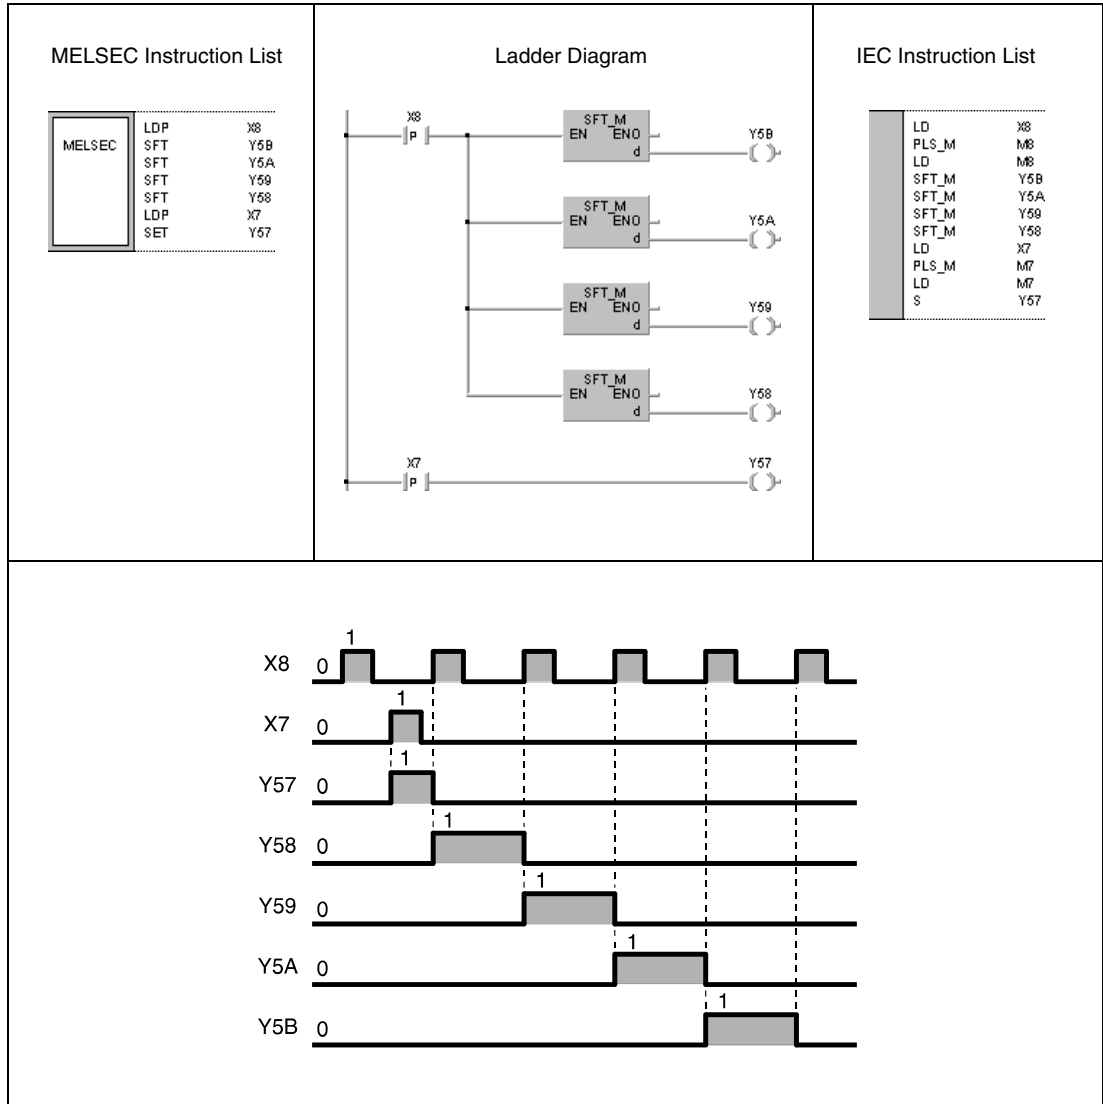 MELSEC Instruction List
MELSEC
LDP X8
SFT Y5B
SFT Y5A
SFT Y59
SFT Y58
LDP X7
SET Y57
Ladder Diagram
X8
P
SFT_M
EN ENO
d
Y5B
SFT_M
EN ENO
d
Y5A
SFT_M
EN ENO
d
Y59
SFT_M
EN ENO
d
Y58
X7
P
Y57
IEC Instruction List
LD X8
PLS_M M8
LD M8
SFT_M Y5B
SFT_M Y5A
SFT_M Y59
SFT_M Y58
LD X7
PLS_M M7
LD M7
S Y57
1
X8 0
1
X7 0
1
Y57 0
1
Y58 0
1
Y59 0
1
Y5A 0
1
Y5B 0